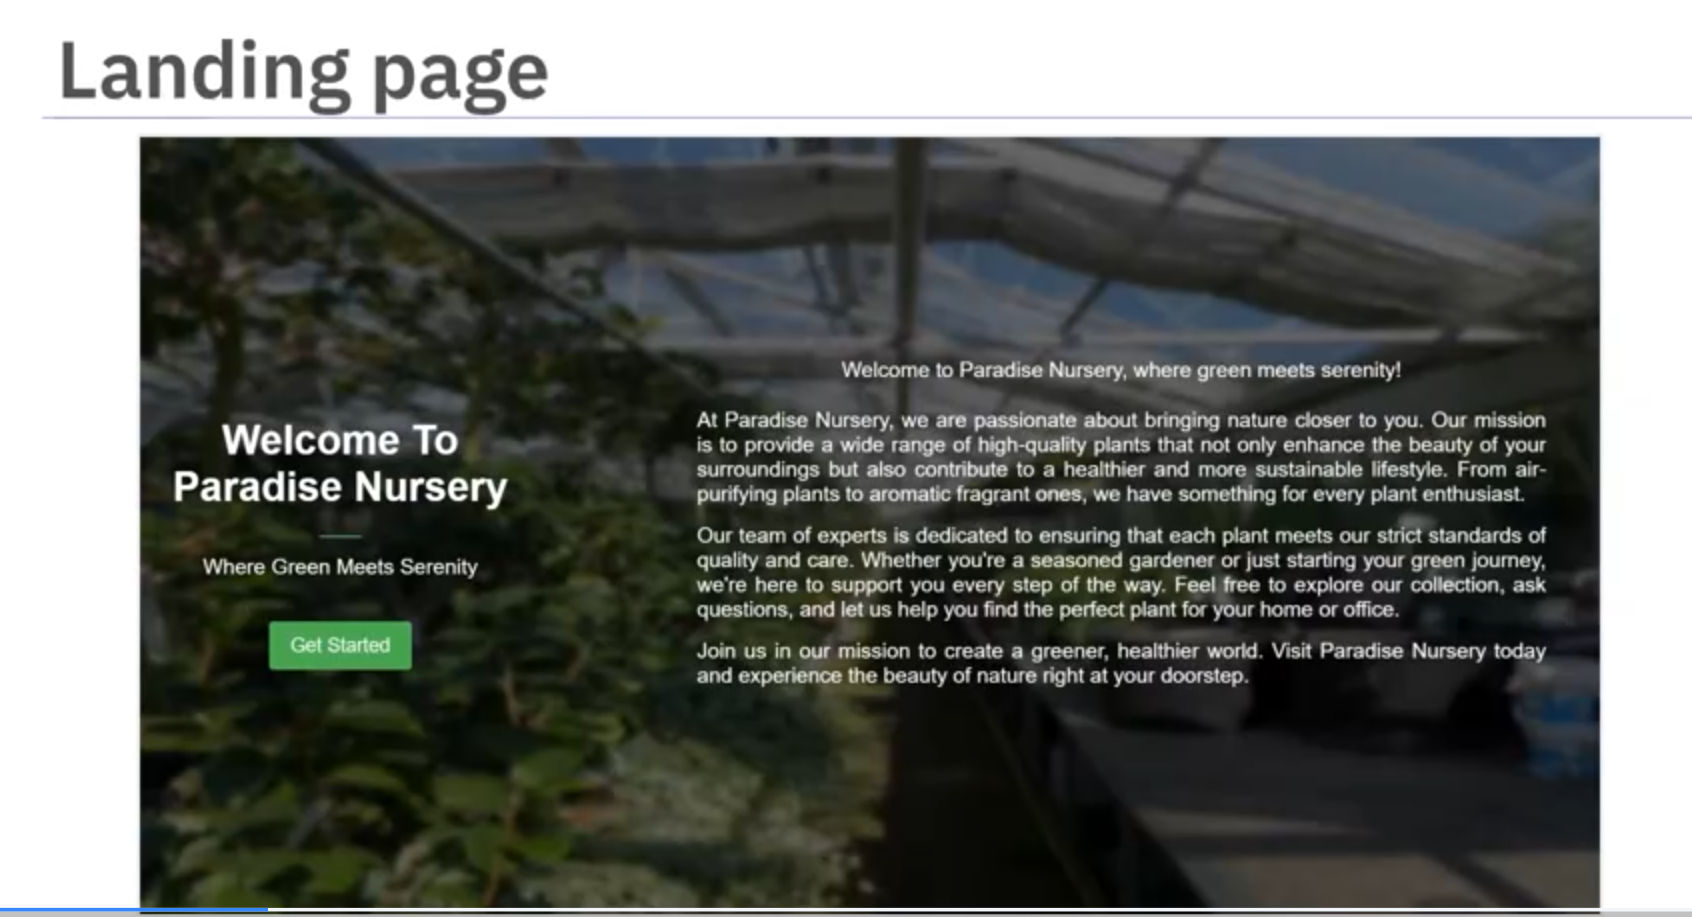 Landing page
Welcome To
Paradise Nursery
Where Green Meets Serenity
Get Started
Welcome to Paradise Nursery, where green meets serenity!
At Paradise Nursery, we are passionate about bringing nature closer to you. Our mission
is to provide a wide range of high-quality plants that not only enhance the beauty of your
surroundings but also contribute to a healthier and more sustainable lifestyle. From air-
purifying plants to aromatic fragrant ones, we have something for every plant enthusiast.
Our team of experts is dedicated to ensuring that each plant meets our strict standards of
quality and care. Whether you're a seasoned gardener or just starting your green journey,
we're here to support you every step of the way. Feel free to explore our collection, ask
questions, and let us help you find the perfect plant for your home or office.
Join us in our mission to create a greener, healthier world. Visit Paradise Nursery today
and experience the beauty of nature right at your doorstep.